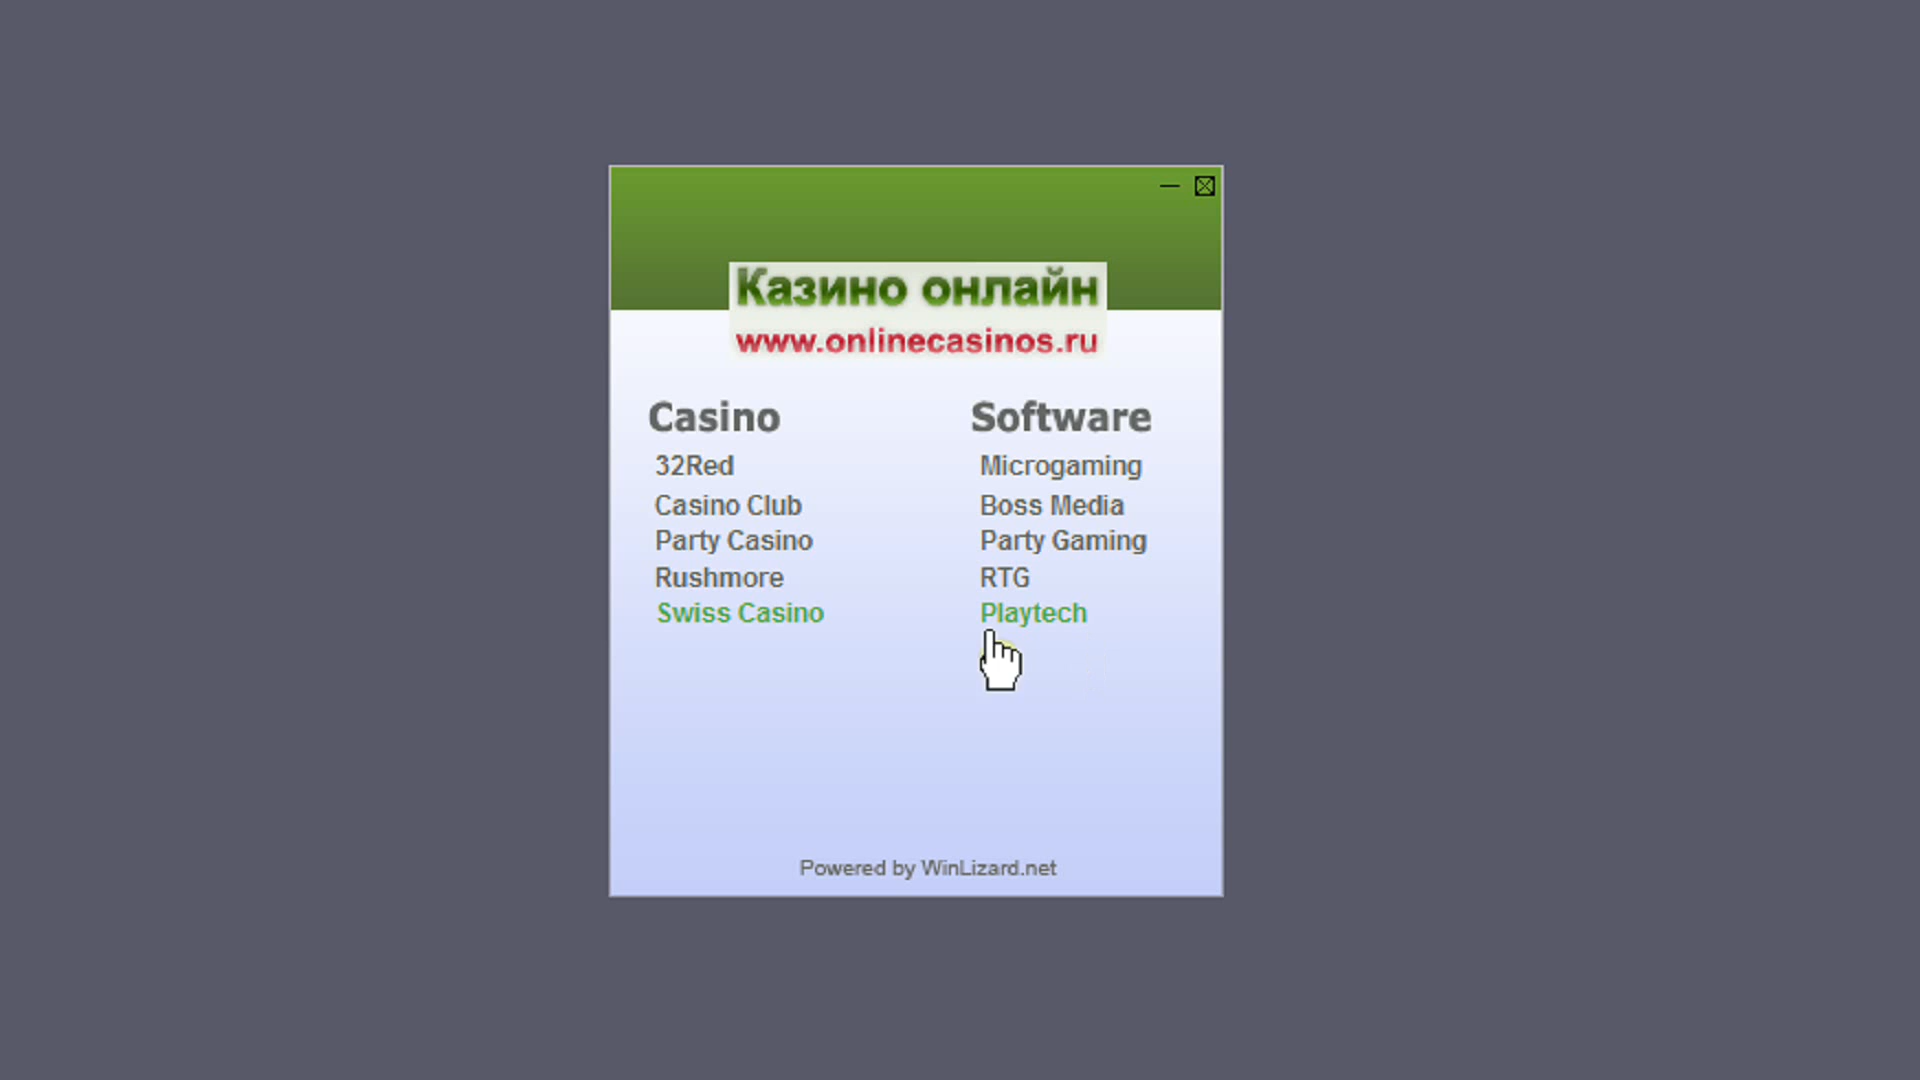 Казино онлайн
www.onlinecasinos.ru
Casino Software
32Red Microgaming
Casino Club Boss Media
Party Casino Party Gaming
Rushmore RTG
Swiss Casino Playtech
Powered by WinLizard.net